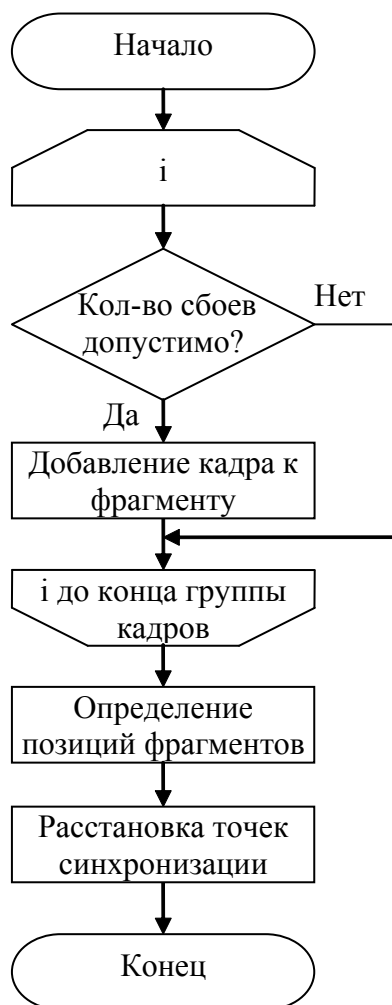 Начало
i
Кол-во сбоев
допустимо?
Нет
Да
Добавление кадра к
фрагменту
i до конца группы
кадров
Определение
позиций фрагментов
Расстановка точек
синхронизации
Конец